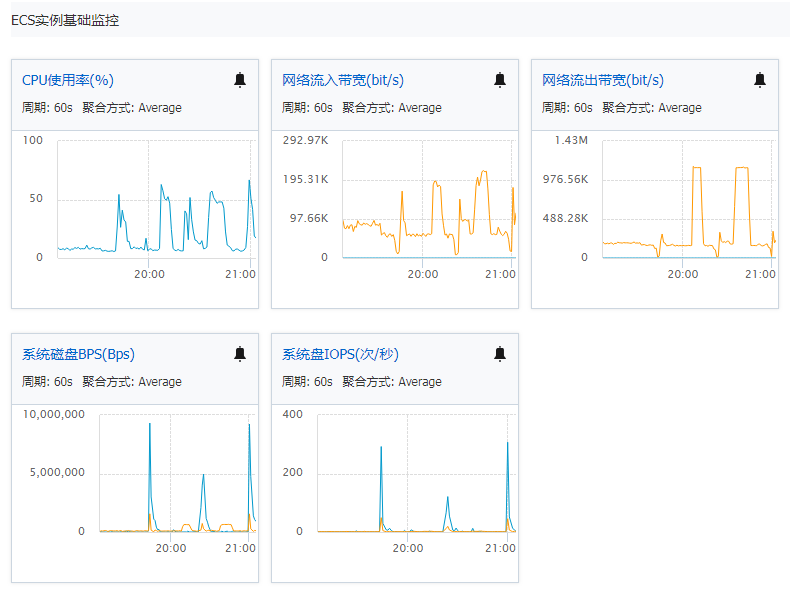 ECS实例基础监控
CPU使用率(%)
周期: 60s 聚合方式: Average
100
50
0
20:00 21:00
网络流入带宽(bit/s)
周期: 60s 聚合方式: Average
292.97K
195.31K
97.66K
0
20:00 21:00
网络流出带宽(bit/s)
周期: 60s 聚合方式: Average
1.43M
976.56K
488.28K
0
20:00 21:00
系统磁盘BPS(Bps)
周期: 60s 聚合方式: Average
10,000,000
5,000,000
0
20:00 21:00
系统盘IOPS(次/秒)
周期: 60s 聚合方式: Average
400
200
0
20:00 21:00